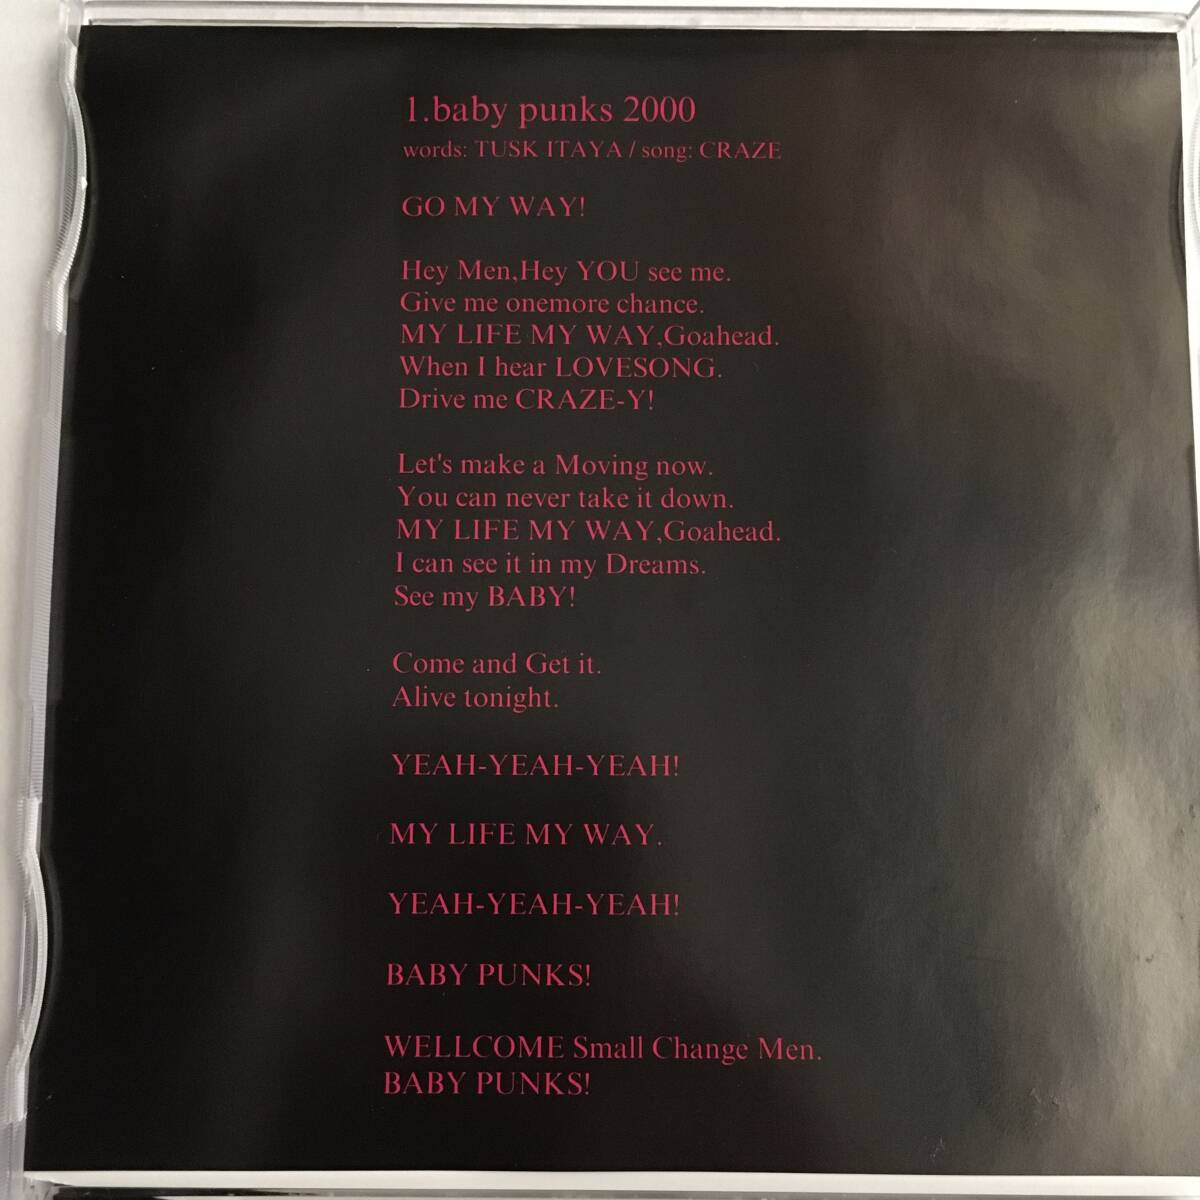 1.baby punks 2000
words: TUSK ITAYA / song: CRAZE
GO MY WAY!
Hey Men,Hey YOU see me.
Give me onemore chance.
MY LIFE MY WAY,Goahead.
When I hear LOVESONG.
Drive me CRAZE-Y!
Let's make a Moving now.
You can never take it down.
MY LIFE MY WAY,Goahead.
I can see it in my Dreams.
See my BABY!
Come and Get it.
Alive tonight.
YEAH-YEAH-YEAH!
MY LIFE MY WAY.
YEAH-YEAH-YEAH!
BABY PUNKS!
WELLCOME Small Change Men.
BABY PUNKS!